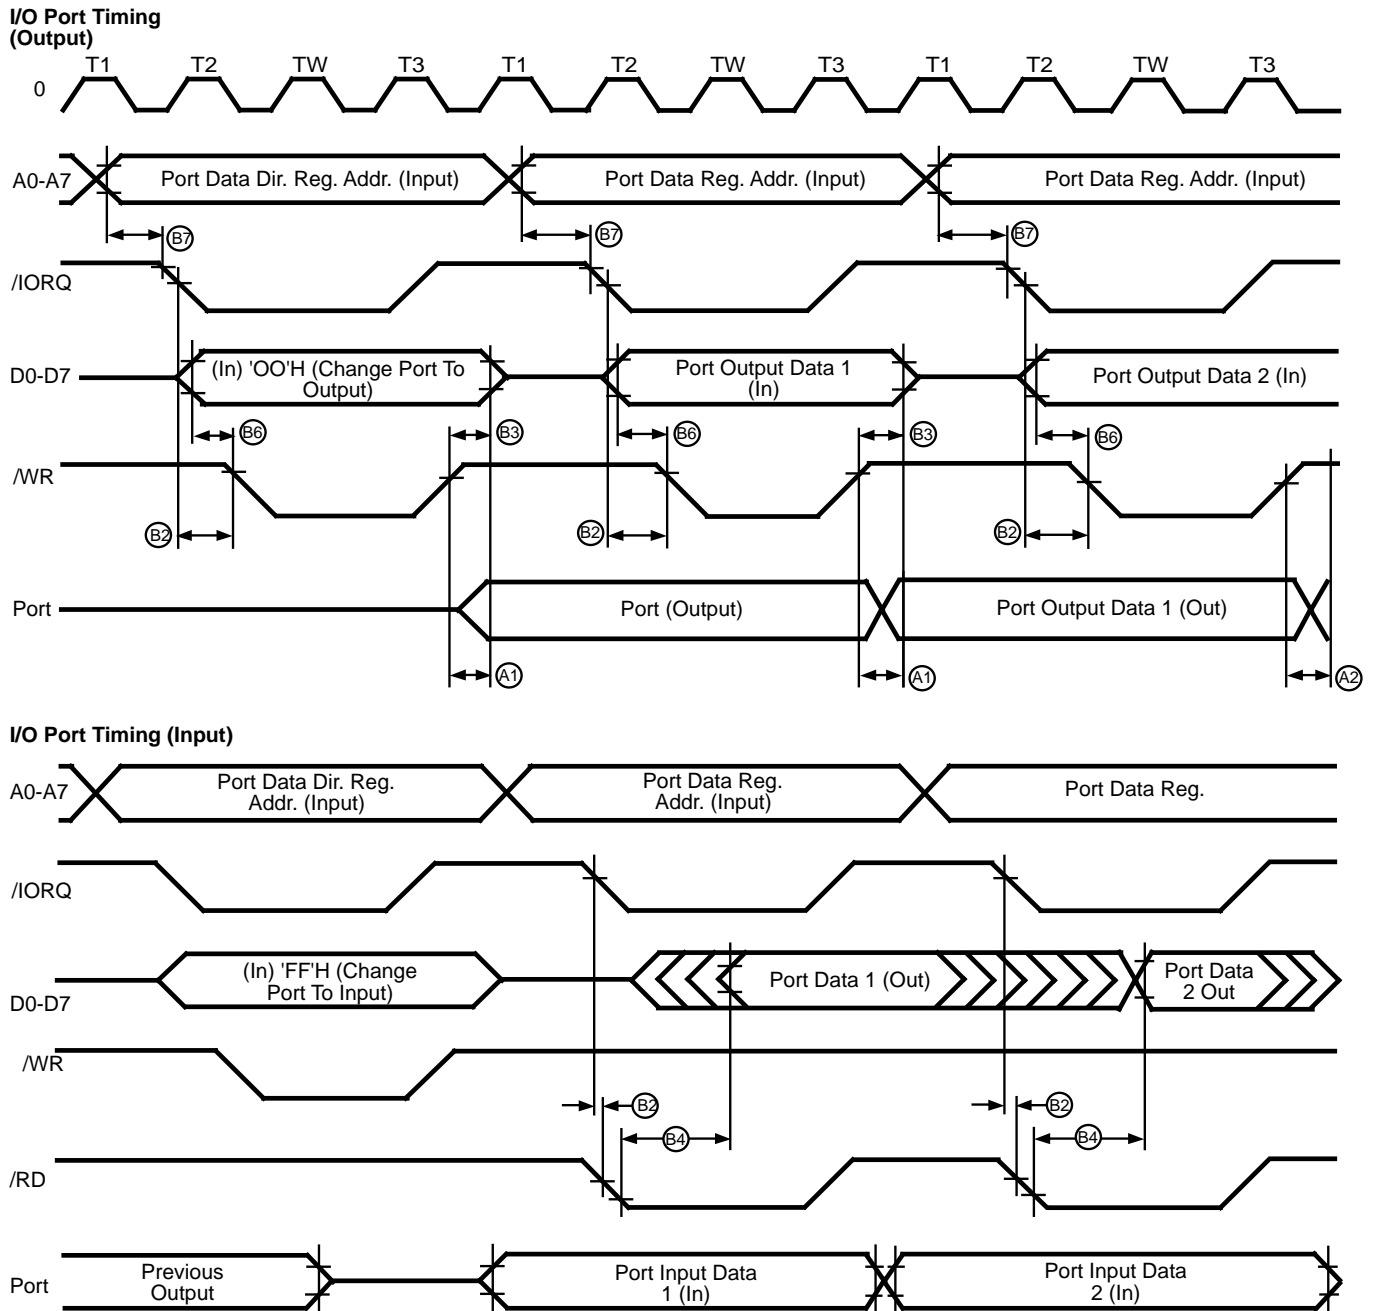 I/O Port Timing
(Output)
T1 T2 TW T3 T1 T2 TW T3 T1 T2 TW T3
0
A0-A7 Port Data Dir. Reg. Addr. (Input) Port Data Reg. Addr. (Input) Port Data Reg. Addr. (Input)
B7 B7 B7
/IORQ
D0-D7 (In) 'OO'H (Change Port To
Output) Port Output Data 1
(In) Port Output Data 2 (In)
B6 B3 B6 B3 B6
/WR
B2 B2 B2
Port Port (Output) Port Output Data 1 (Out)
A1 A1 A2
I/O Port Timing (Input)
A0-A7 Port Data Dir. Reg.
Addr. (Input) Port Data Reg.
Addr. (Input) Port Data Reg.
/IORQ
D0-D7 (In) 'FF'H (Change
Port To Input) Port Data 1 (Out) Port Data
2 Out
/WR
B2 B2
B4 B4
/RD
Port Previous
Output Port Input Data
1 (In) Port Input Data
2 (In)